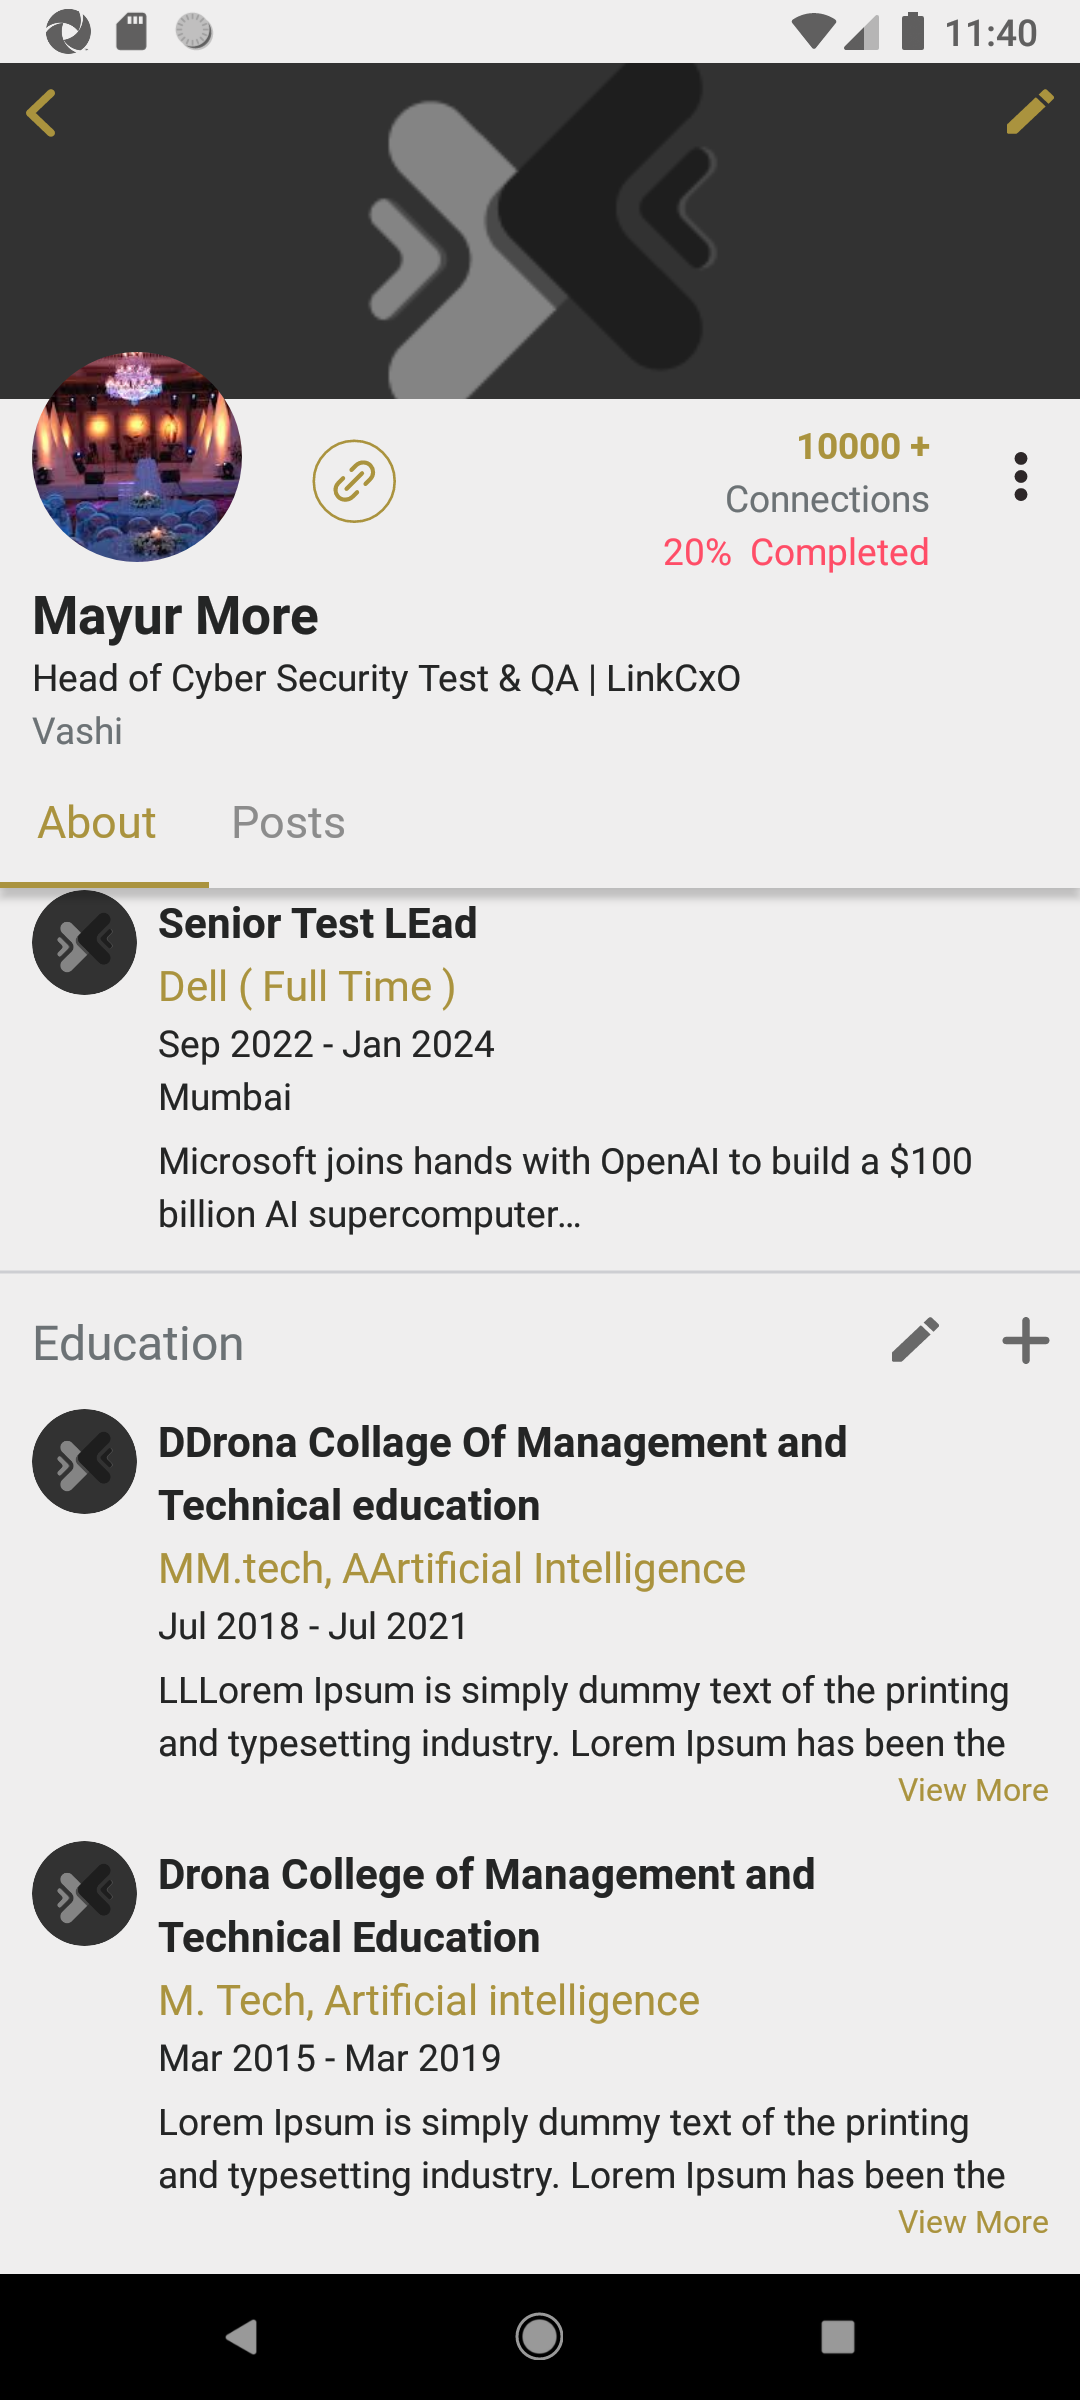 11:40
10000 +
Connections
20% Completed
Mayur More
Head of Cyber Security Test & QA | LinkCxO
Vashi
About Posts
Senior Test LEad
Dell ( Full Time )
Sep 2022 - Jan 2024
Mumbai
Microsoft joins hands with OpenAI to build a $100
billion AI supercomputer...
Education
DDrona Collage Of Management and
Technical education
MM.tech, AArtificial Intelligence
Jul 2018 - Jul 2021
LLLorem Ipsum is simply dummy text of the printing
and typesetting industry. Lorem Ipsum has been the
View More
Drona College of Management and
Technical Education
M. Tech, Artificial intelligence
Mar 2015 - Mar 2019
Lorem Ipsum is simply dummy text of the printing
and typesetting industry. Lorem Ipsum has been the
View More